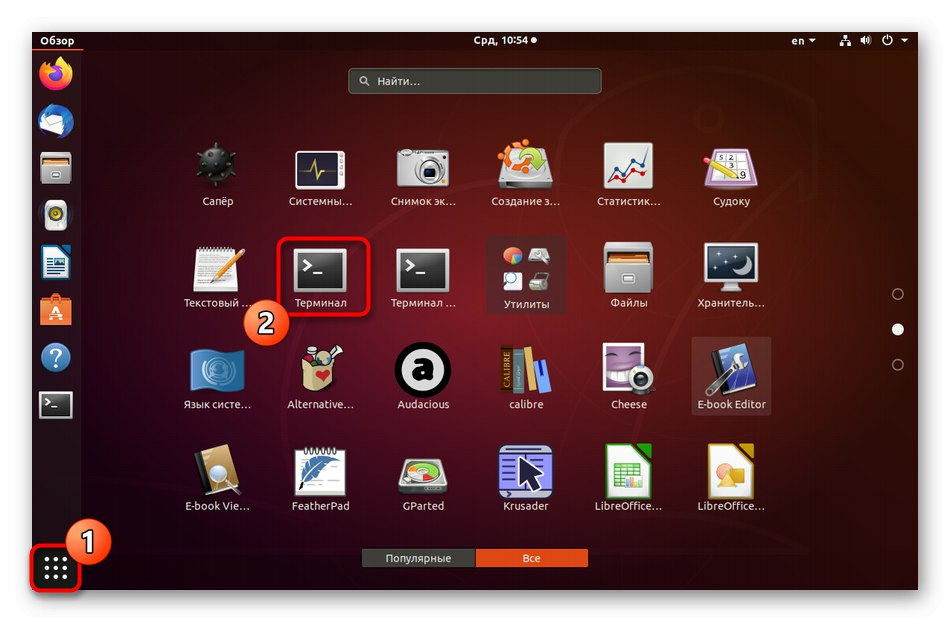 Обзор
Срд, 10:54
en
Найти...
Сапёр
Системны...
Снимок эк...
Создание з...
Статистик...
Судоку
Текстовый ...
Терминал
Терминал ...
Утилиты
Файлы
Хранитель...
2
Язык систе...
Alternative...
Audacious
calibre
Cheese
E-book Editor
E-book Vie...
FeatherPad
GParted
Krusader
LibreOffice...
LibreOffice...
1
Популярные
Все